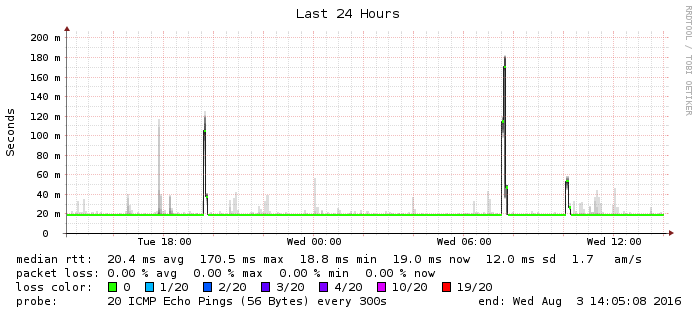 Last 24 Hours
RRDTOOL / TOBI OETIKER
Seconds
200 m
180 m
160 m
140 m
120 m
100 m
80 m
60 m
40 m
20 m
0
Tue 18:00 Wed 00:00 Wed 06:00 Wed 12:00
median rtt: 20.4 ms avg 170.5 ms max 18.8 ms min 19.0 ms now 12.0 ms sd 1.7 am/s
packet loss: 0.00 % avg 0.00 % max 0.00 % min 0.00 % now
loss color: 0 1/20 2/20 3/20 4/20 10/20 19/20
probe: 20 ICMP Echo Pings (56 Bytes) every 300s end: Wed Aug 3 14:05:08 2016